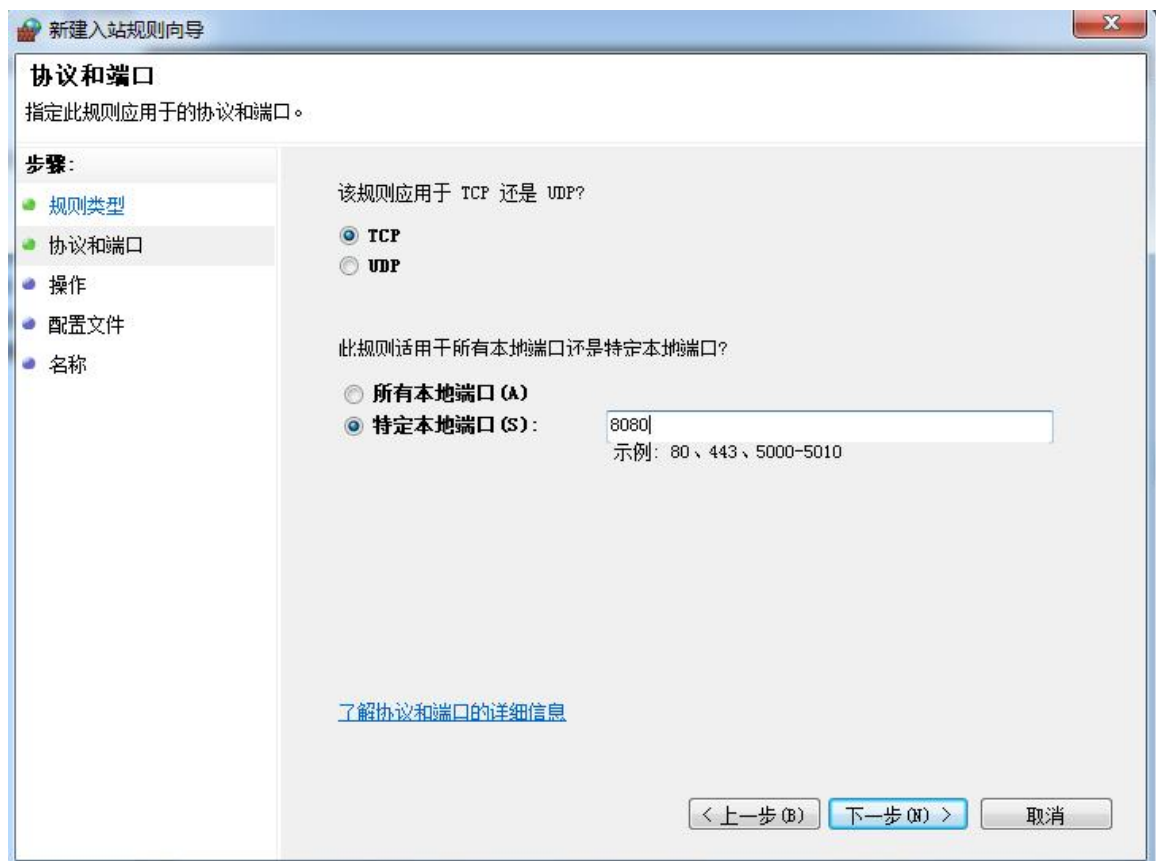 新建入站规则向导
协议和端口
指定此规则应用于的协议和端口。
步骤:
规则类型
协议和端口
操作
配置文件
名称
该规则应用于 TCP 还是 UDP?
TCP
UDP
此规则适用于所有本地端口还是特定本地端口?
所有本地端口(A)
特定本地端口(S):
8080
示例: 80、443、5000-5010
了解协议和端口的详细信息
< 上一步(B)
下一步(N) >
取消